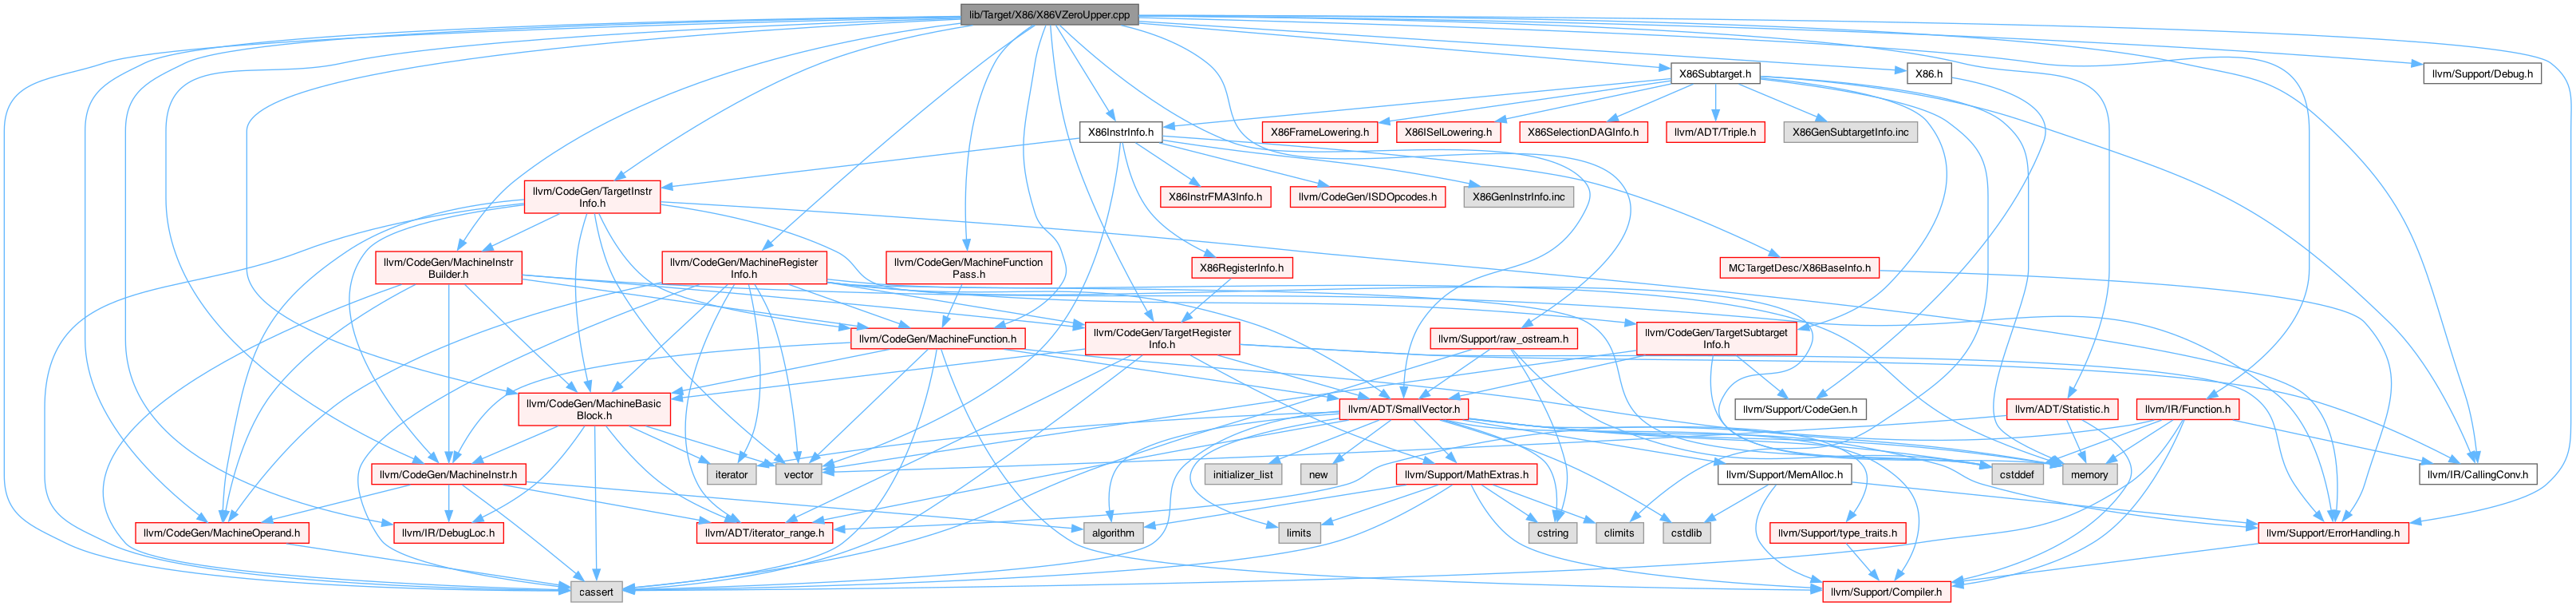 lib/Target/X86/X86VZeroUpper.cpp
X86Subtarget.h
X86.h
llvm/Support/Debug.h
X86InstrInfo.h
X86FrameLowering.h
X86ISelLowering.h
X86SelectionDAGInfo.h
llvm/ADT/Triple.h
X86GenSubtargetInfo.inc
llvm/CodeGen/TargetInstr
Info.h
X86InstrFMA3Info.h
llvm/CodeGen/ISDOpcodes.h
X86GenInstrInfo.inc
llvm/CodeGen/MachineInstr
Builder.h
llvm/CodeGen/MachineRegister
Info.h
llvm/CodeGen/MachineFunction
Pass.h
X86RegisterInfo.h
MCTargetDesc/X86BaseInfo.h
llvm/CodeGen/MachineFunction.h
llvm/CodeGen/TargetRegister
Info.h
llvm/Support/raw_ostream.h
llvm/CodeGen/TargetSubtarget
Info.h
llvm/CodeGen/MachineBasic
Block.h
llvm/ADT/SmallVector.h
llvm/Support/CodeGen.h
llvm/ADT/Statistic.h
llvm/IR/Function.h
llvm/CodeGen/MachineInstr.h
iterator
vector
initializer_list
new
llvm/Support/MathExtras.h
llvm/Support/MemAlloc.h
cstddef
memory
llvm/IR/CallingConv.h
llvm/CodeGen/MachineOperand.h
llvm/IR/DebugLoc.h
llvm/ADT/iterator_range.h
algorithm
limits
cstring
climits
cstdlib
llvm/Support/type_traits.h
llvm/Support/ErrorHandling.h
cassert
llvm/Support/Compiler.h